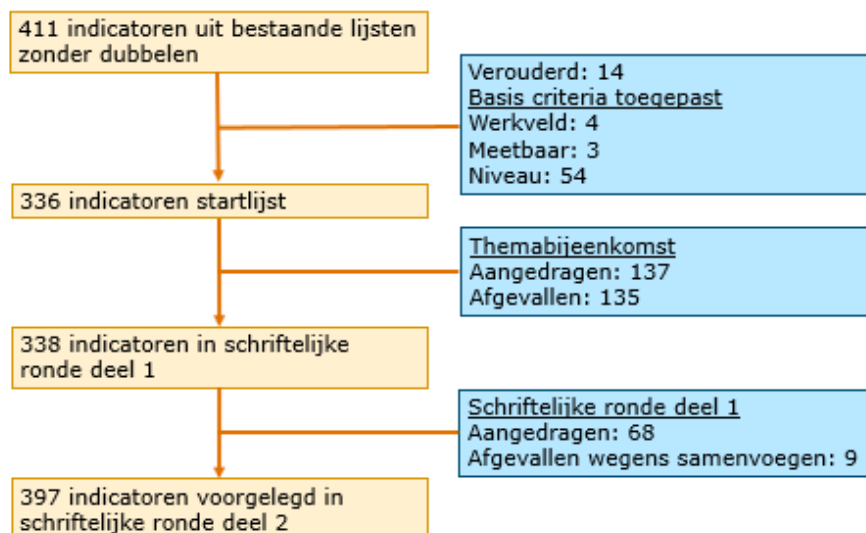 411 indicatoren uit bestaande lijsten
zonder dubbelen
Verouderd: 14
Basis criteria toegepast
Werkveld: 4
Meetbaar: 3
Niveau: 54
336 indicatoren startlijst
Themabijeenkomst
Aangedragen: 137
Afgevallen: 135
338 indicatoren in schriftelijke
ronde deel 1
Schriftelijke ronde deel 1
Aangedragen: 68
Afgevallen wegens samenvoegen: 9
397 indicatoren voorgelegd in
schriftelijke ronde deel 2